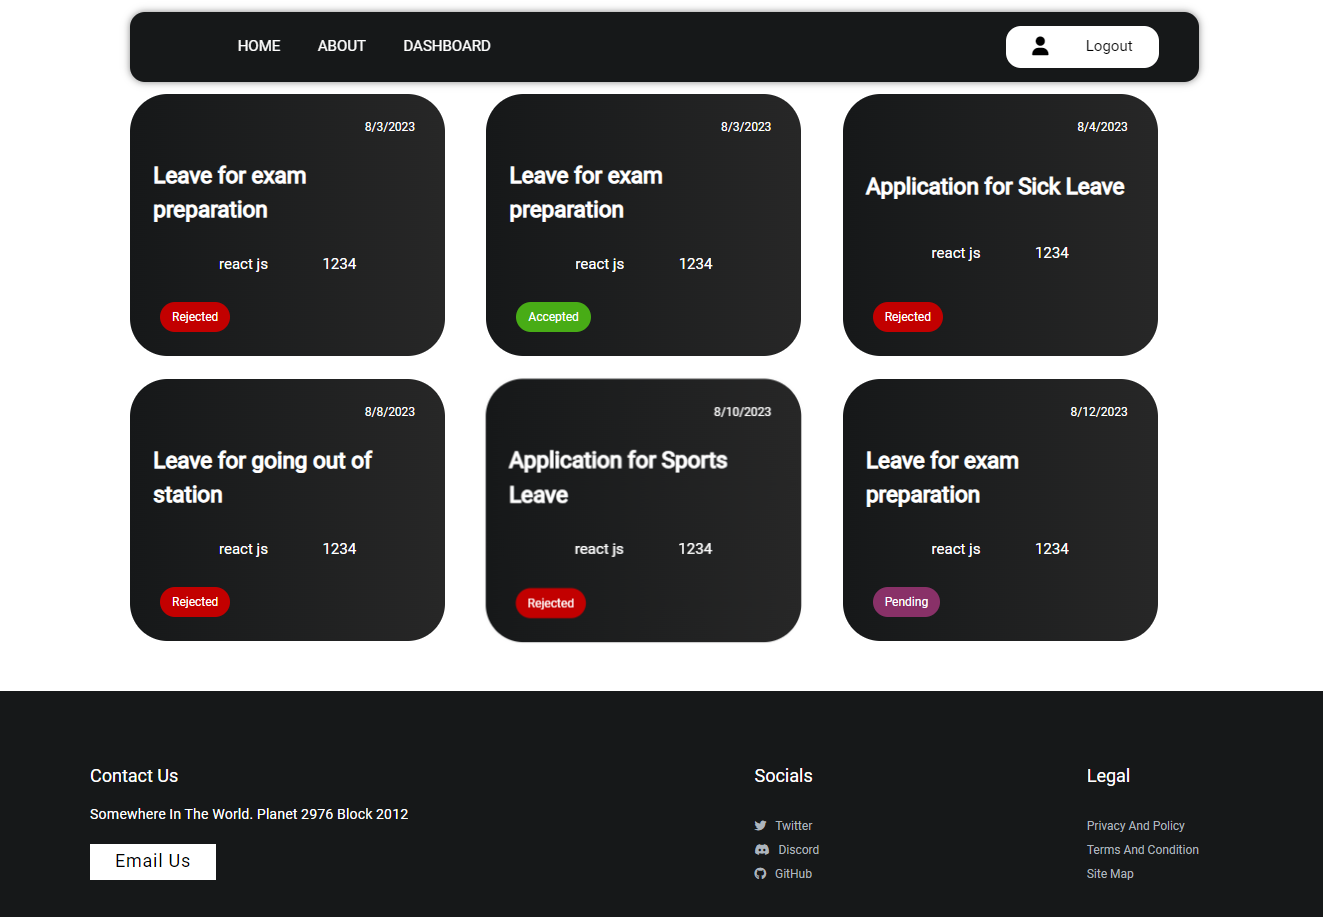 HOME ABOUT DASHBOARD Logout
8/3/2023
Leave for exam
preparation
react js 1234
Rejected
8/3/2023
Leave for exam
preparation
react js 1234
Accepted
8/4/2023
Application for Sick Leave
react js 1234
Rejected
8/8/2023
Leave for going out of
station
react js 1234
Rejected
8/10/2023
Application for Sports
Leave
react js 1234
Rejected
8/12/2023
Leave for exam
preparation
react js 1234
Pending
Contact Us
Somewhere In The World. Planet 2976 Block 2012
Email Us
Socials
Twitter
Discord
GitHub
Legal
Privacy And Policy
Terms And Condition
Site Map